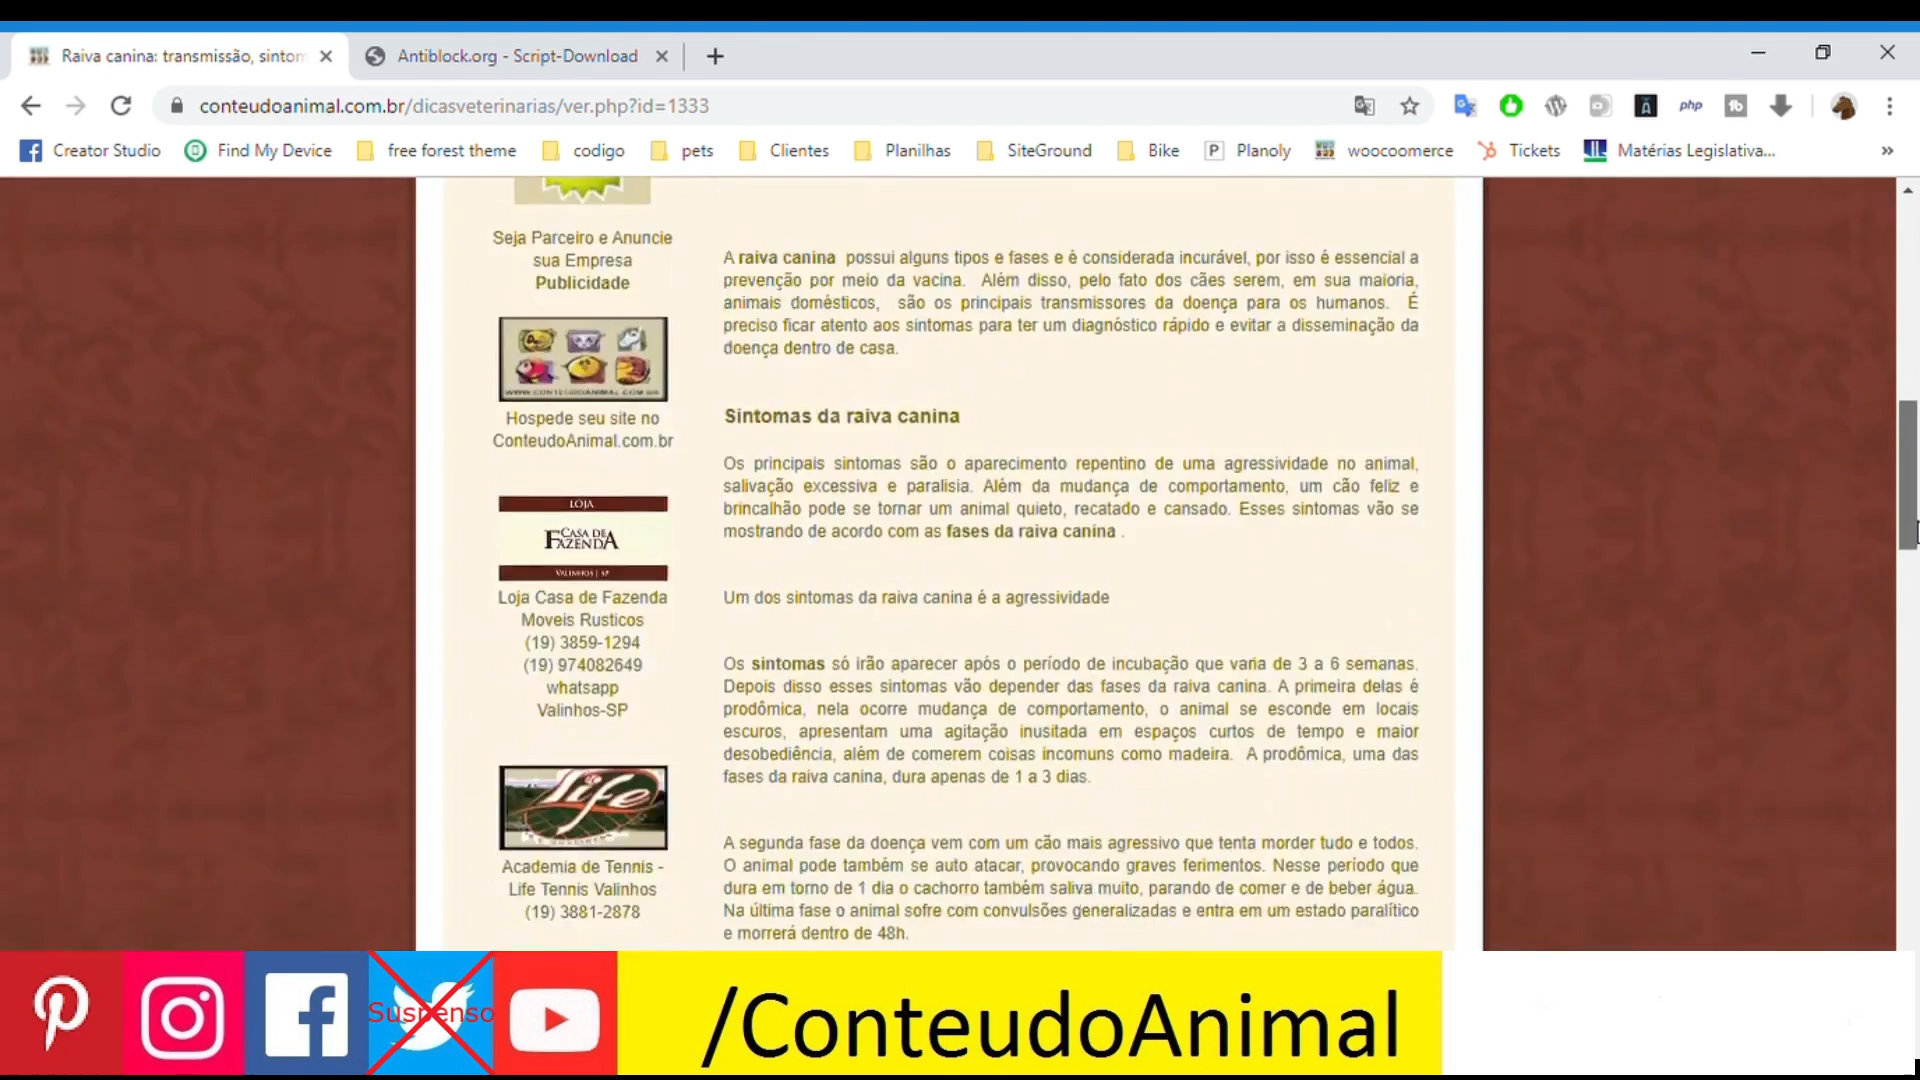 Raiva canina: transmissão, sintom
Antiblock.org - Script-Download
conteudoanimal.com.br/dicasveterinarias/ver.php?id=1333
php
Creator Studio
Find My Device
free forest theme
codigo
pets
Clientes
Planilhas
SiteGround
Bike
Planoly
woocoomerce
Tickets
Matérias Legislativa...
Seja Parceiro e Anuncie
sua Empresa
Publicidade
WWW.CONTEUDOANIMAL.COM.BR
Hospede seu site no
ConteudoAnimal.com.br
LOJA
CASA DE
FAZENDA
VALINHOS | SP
Loja Casa de Fazenda
Moveis Rusticos
(19) 3859-1294
(19) 974082649
whatsapp
Valinhos-SP
life
Academia de Tennis -
Life Tennis Valinhos
(19) 3881-2878
A raiva canina possui alguns tipos e fases e é considerada incurável, por isso é essencial a
prevenção por meio da vacina. Além disso, pelo fato dos cães serem, em sua maioria,
animais domésticos, são os principais transmissores da doença para os humanos. É
preciso ficar atento aos sintomas para ter um diagnóstico rápido e evitar a disseminação da
doença dentro de casa.
Sintomas da raiva canina
Os principais sintomas são o aparecimento repentino de uma agressividade no animal,
salivação excessiva e paralisia. Além da mudança de comportamento, um cão feliz e
brincalhão pode se tornar um animal quieto, recatado e cansado. Esses sintomas vão se
mostrando de acordo com as fases da raiva canina .
Um dos sintomas da raiva canina é a agressividade
Os sintomas só irão aparecer após o período de incubação que varia de 3 a 6 semanas.
Depois disso esses sintomas vão depender das fases da raiva canina. A primeira delas é
prodômica, nela ocorre mudança de comportamento, o animal se esconde em locais
escuros, apresentam uma agitação inusitada em espaços curtos de tempo e maior
desobediência, além de comerem coisas incomuns como madeira. A prodômica, uma das
fases da raiva canina, dura apenas de 1 a 3 dias.
A segunda fase da doença vem com um cão mais agressivo que tenta morder tudo e todos.
O animal pode também se auto atacar, provocando graves ferimentos. Nesse período que
dura em torno de 1 dia o cachorro também saliva muito, parando de comer e de beber água.
Na última fase o animal sofre com convulsões generalizadas e entra em um estado paralítico
e morrerá dentro de 48h.
Suspenso
/ConteudoAnimal